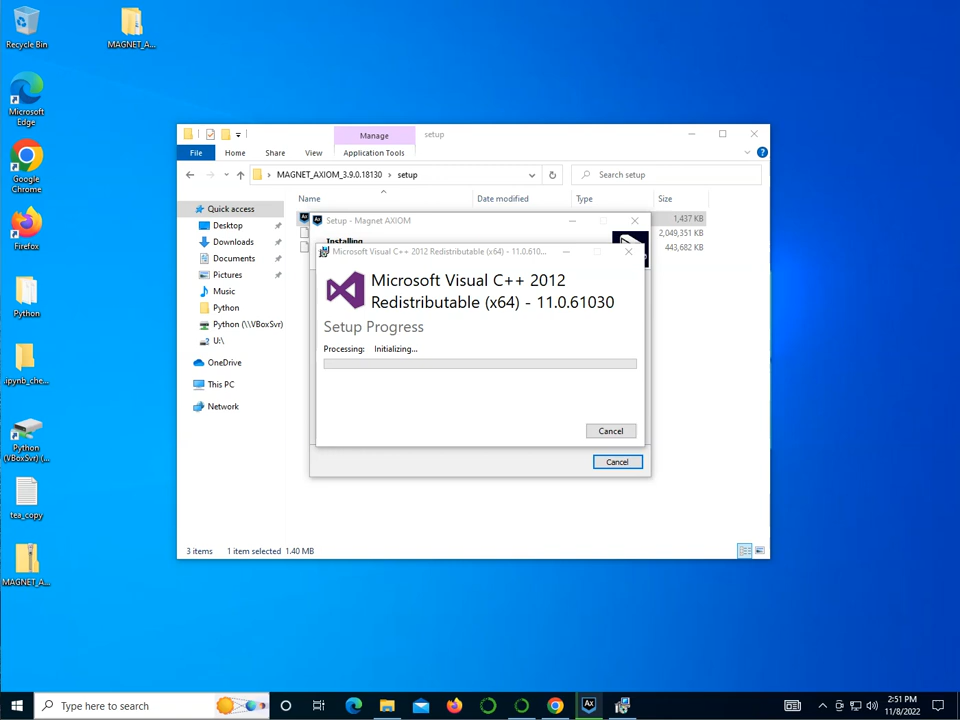 Recycle Bin
MAGNET_A...
Microsoft
Edge
Google
Chrome
Firefox
Python
.ipynb_che...
Python
(VBoxSvr) (...
tea_copy
MAGNET_A...
Manage
setup
File
Home
Share
View
Application Tools
MAGNET_AXIOM_3.9.0.18130
setup
Search setup
Name
Date modified
Type
Size
Quick access
Desktop
Downloads
Documents
Pictures
Music
Python
Python (\\VBoxSvr)
U:\
OneDrive
This PC
Network
1,437 KB
2,049,351 KB
443,682 KB
Setup - Magnet AXIOM
Installing
Microsoft Visual C++ 2012 Redistributable (x64) - 11.0.610...
Microsoft Visual C++ 2012
Redistributable (x64) - 11.0.61030
Setup Progress
Processing: Initializing...
Cancel
Cancel
3 items
1 item selected 1.40 MB
Type here to search
2:51 PM
11/8/2022